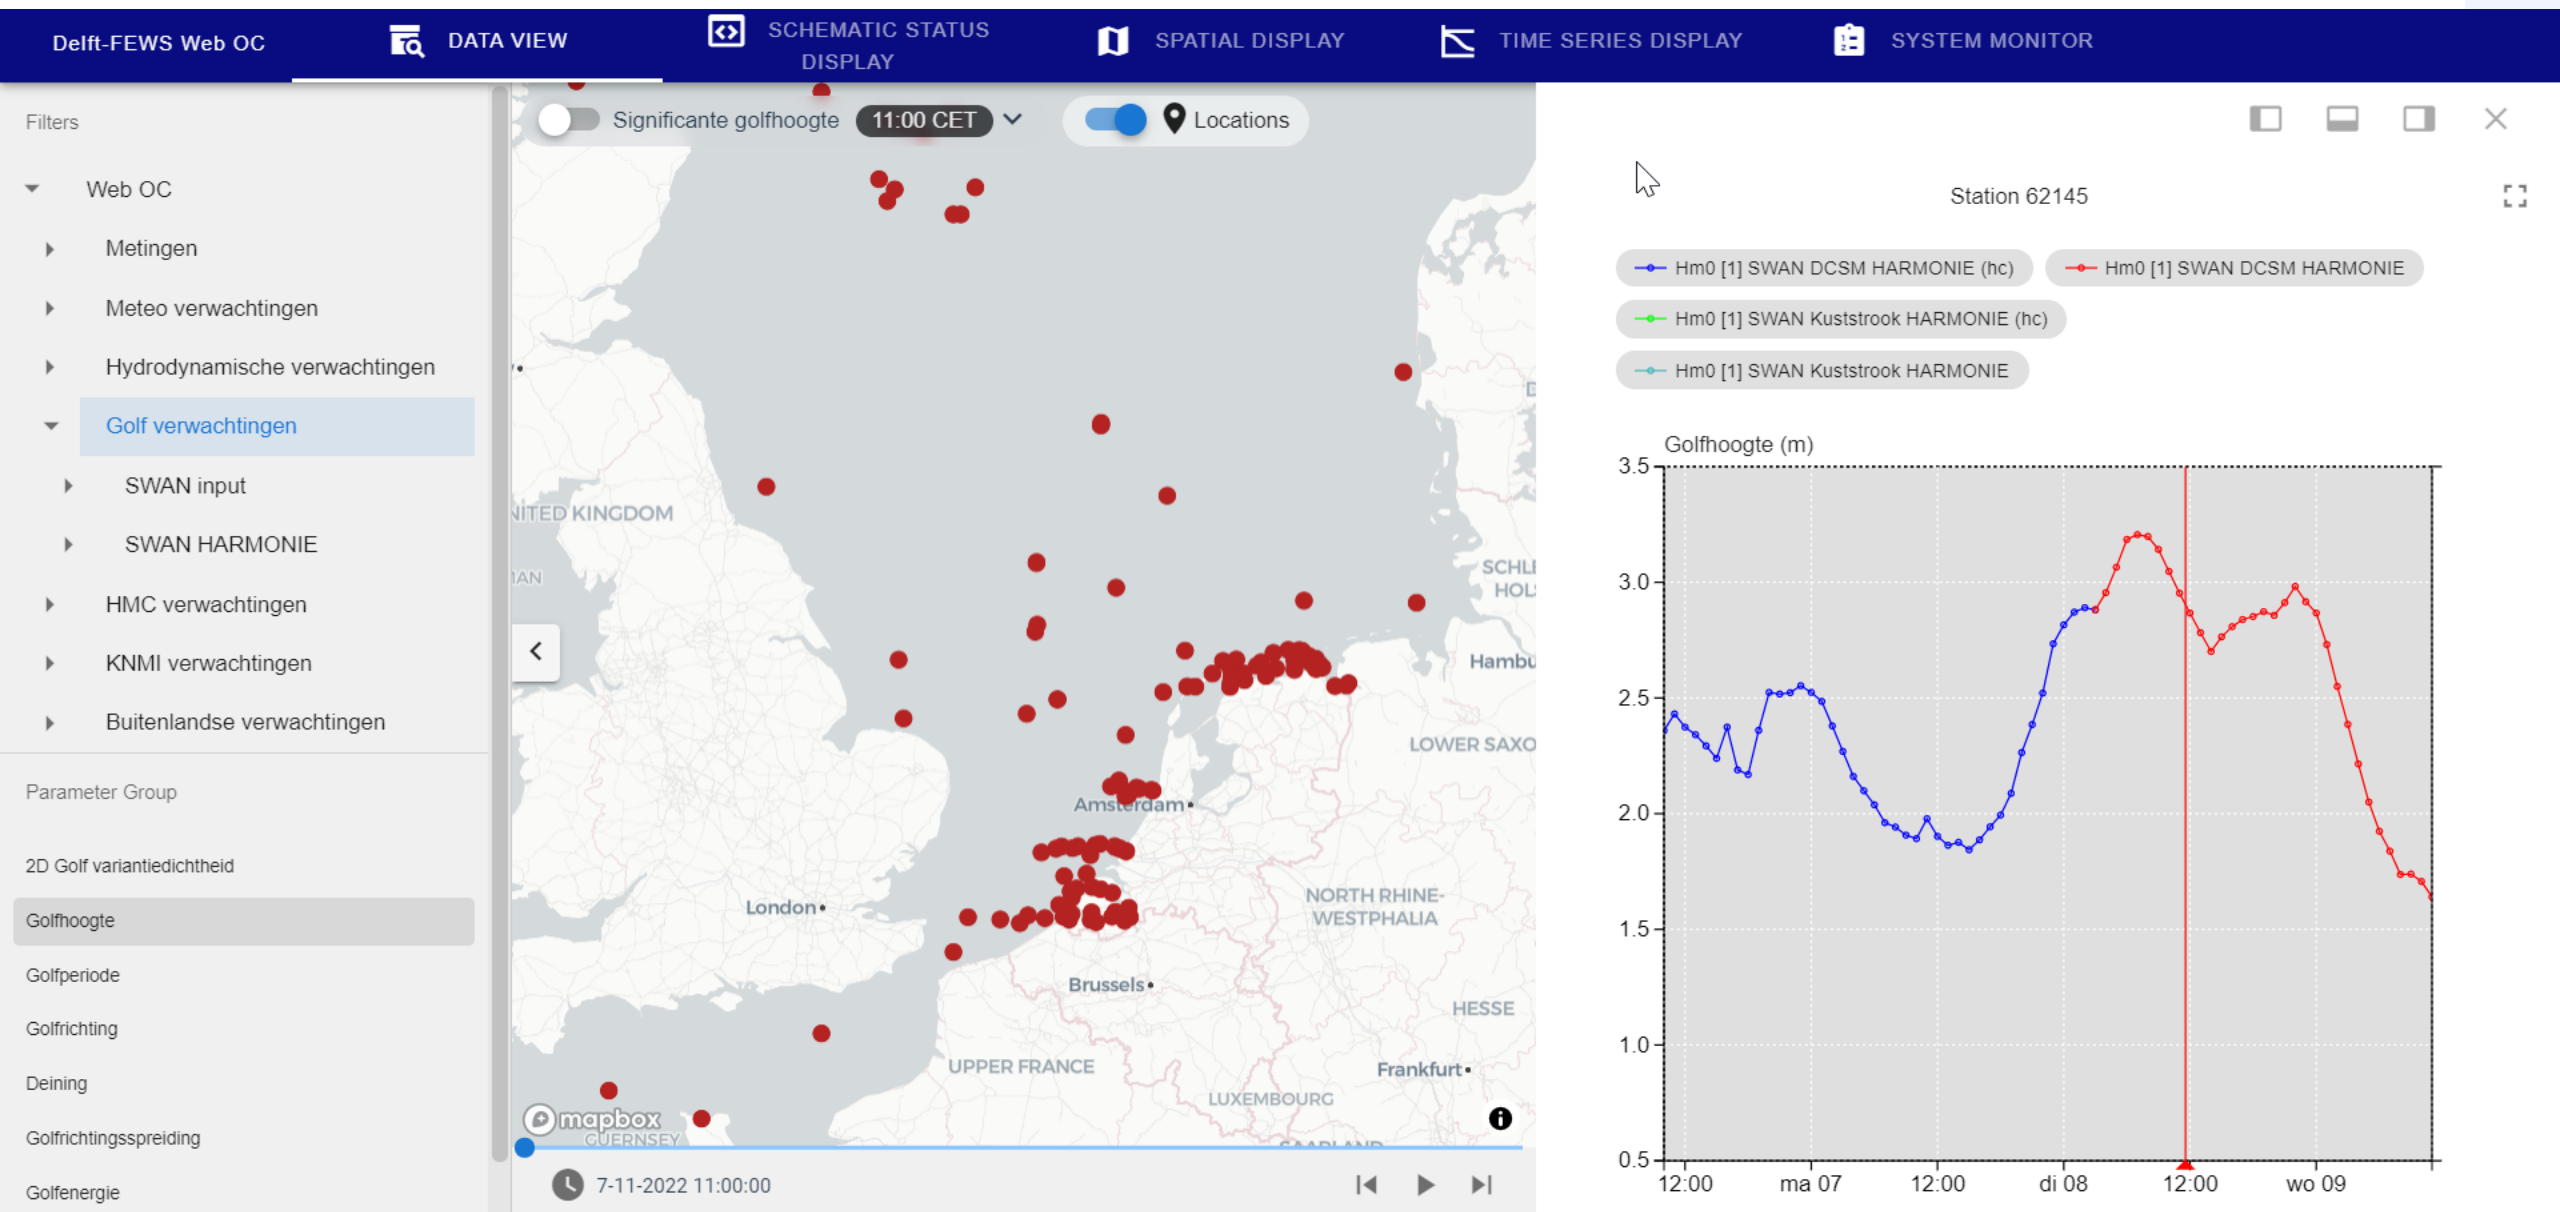 Delft-FEWS Web OC
DATA VIEW
SCHEMATIC STATUS
DISPLAY
SPATIAL DISPLAY
TIME SERIES DISPLAY
SYSTEM MONITOR
Filters
Web OC
Metingen
Meteo verwachtingen
Hydrodynamische verwachtingen
Golf verwachtingen
SWAN input
SWAN HARMONIE
HMC verwachtingen
KNMI verwachtingen
Buitenlandse verwachtingen
Parameter Group
2D Golf variantiedichtheid
Golfhoogte
Golfperiode
Golfrichting
Deining
Golfrichtingsspreiding
Golfenergie
Significante golfhoogte 11:00 CET
Locations
NITED KINGDOM
SCHLE
HOLS
Hambu
LOWER SAXO
Amsterdam
NORTH RHINE-
WESTPHALIA
London
Brussels
HESSE
UPPER FRANCE
Frankfurt
LUXEMBOURG
mapbox
GUERNSEY
SAARLAND
7-11-2022 11:00:00
Station 62145
Hm0 [1] SWAN DCSM HARMONIE (hc)
Hm0 [1] SWAN DCSM HARMONIE
Hm0 [1] SWAN Kuststrook HARMONIE (hc)
Hm0 [1] SWAN Kuststrook HARMONIE
Golfhoogte (m)
3.5
3.0
2.5
2.0
1.5
1.0
0.5
12:00 ma 07 12:00 di 08 12:00 wo 09